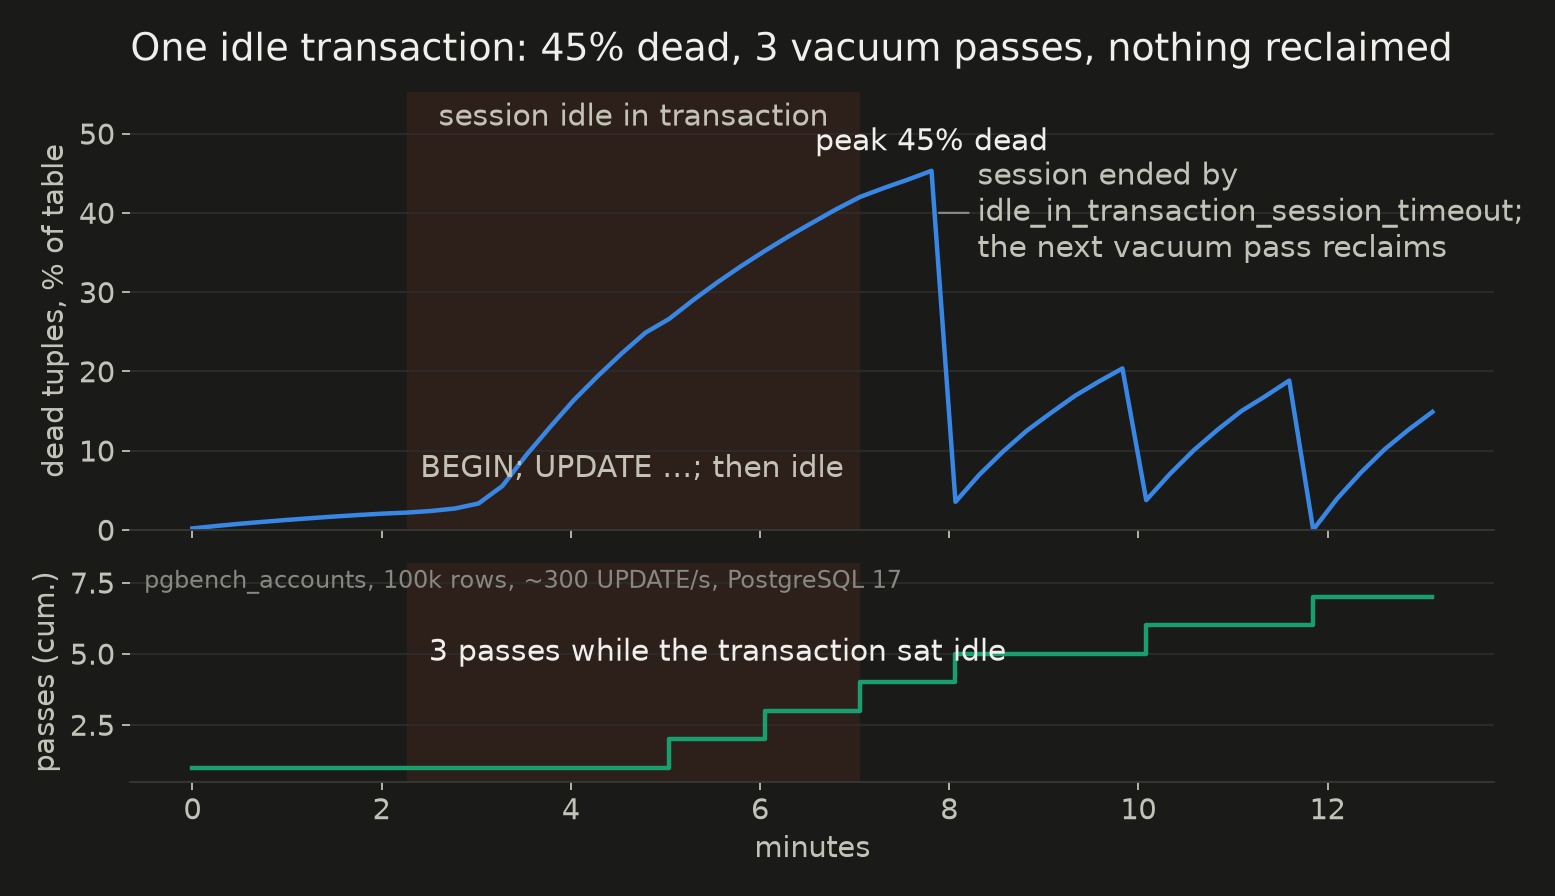 One idle transaction: 45% dead, 3 vacuum passes, nothing reclaimed
session idle in transaction
peak 45% dead
session ended by
idle_in_transaction_session_timeout;
the next vacuum pass reclaims
BEGIN; UPDATE ...; then idle
dead tuples, % of table
50
40
30
20
10
0
pgbench_accounts, 100k rows, ~300 UPDATE/s, PostgreSQL 17
3 passes while the transaction sat idle
passes (cum.)
7.5
5.0
2.5
0 2 4 6 8 10 12
minutes